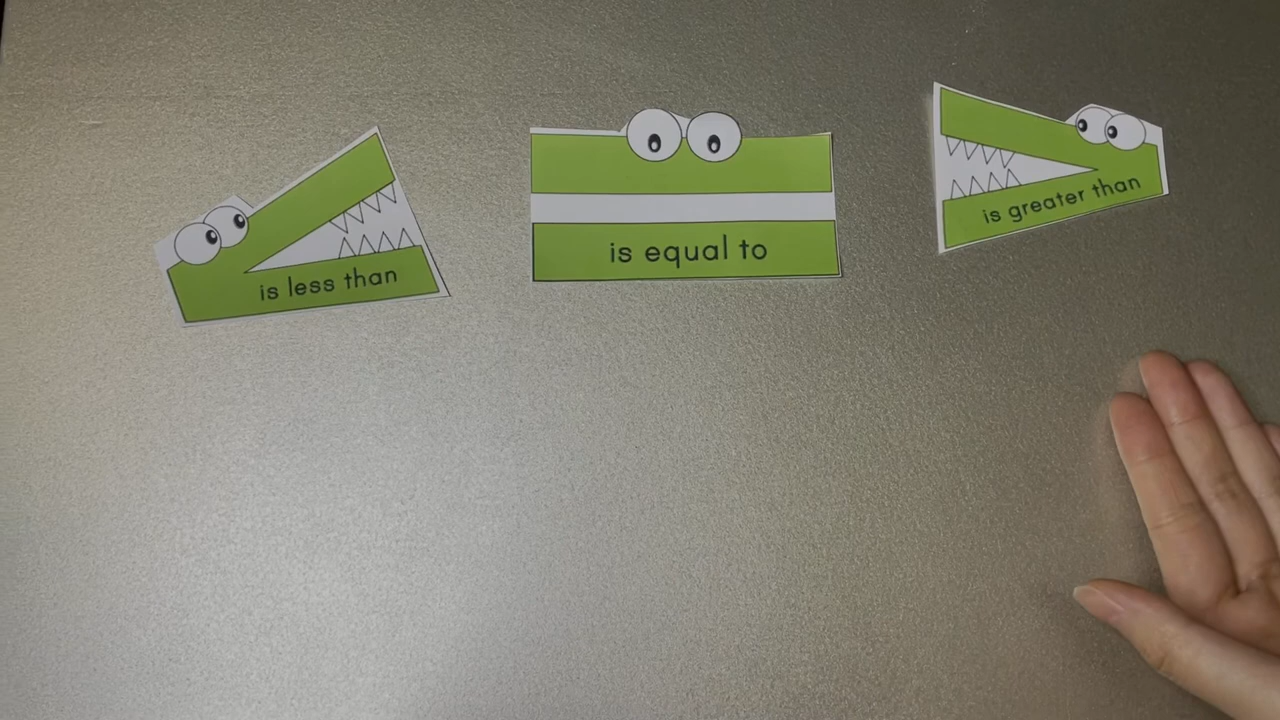 is less than
is equal to
is greater than